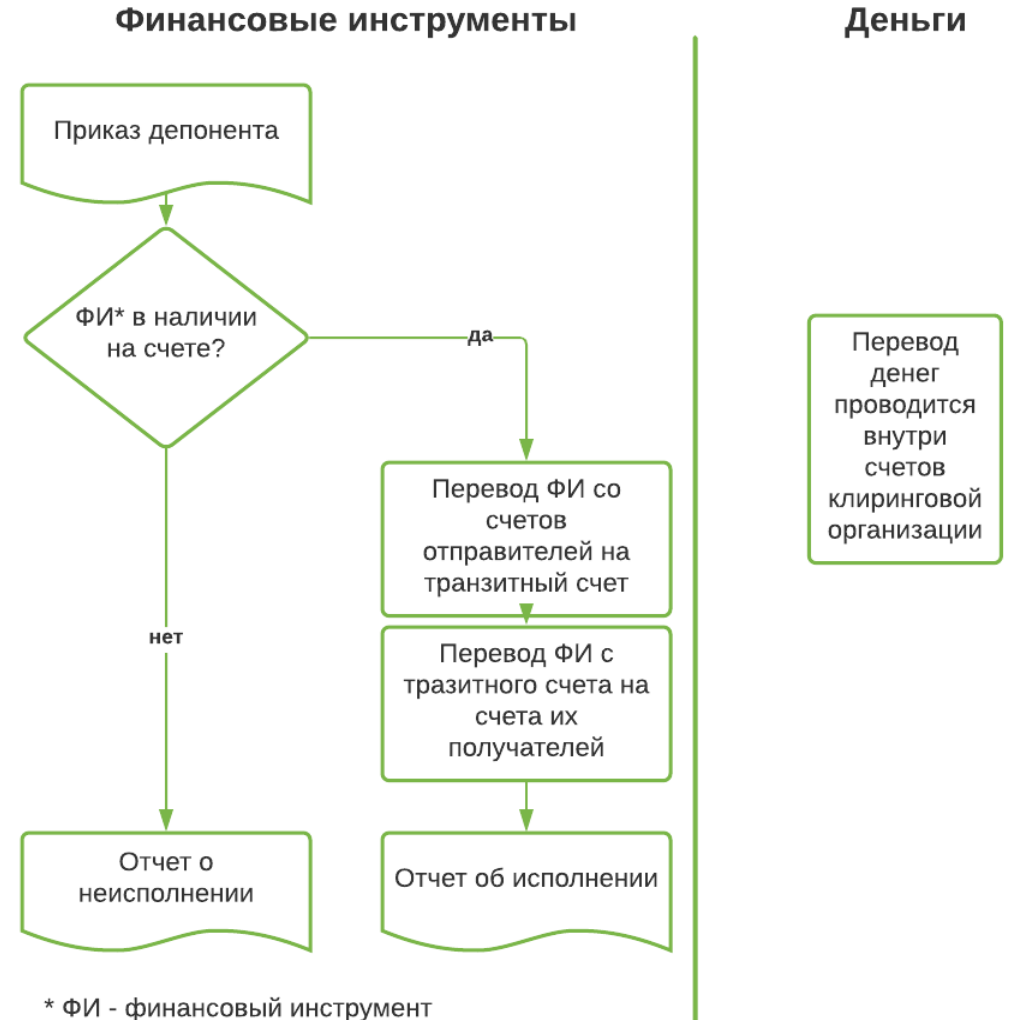 Финансовые инструменты
Деньги
Приказ депонента
ФИ* в наличии
на счете?
да
Перевод ФИ со
счетов
отправителей на
транзитный счет
нет
Перевод ФИ с
тразитного счета на
счета их
получателей
Отчет о
неисполнении
Отчет об исполнении
* ФИ - финансовый инструмент
Перевод
денег
проводится
внутри
счетов
клиринговой
организации